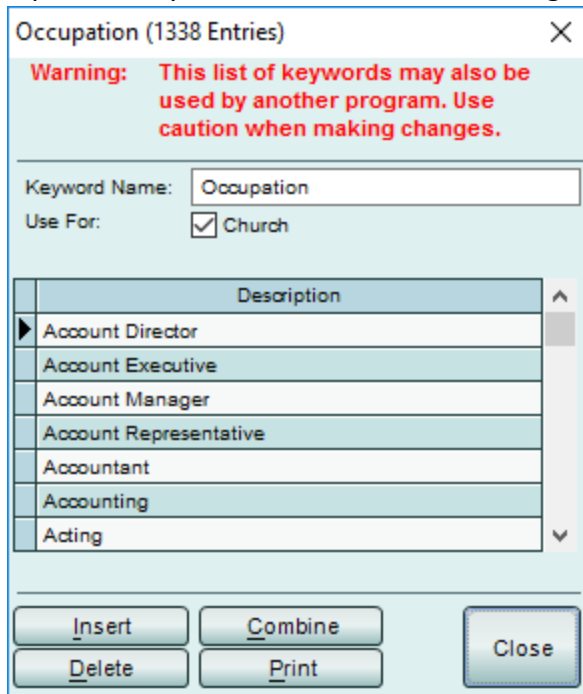 Occupation (1338 Entries)
Warning: This list of keywords may also be
used by another program. Use
caution when making changes.
Keyword Name: Occupation
Use For: Church
Description
Account Director
Account Executive
Account Manager
Account Representative
Accountant
Accounting
Acting
Insert Combine
Close
Delete Print